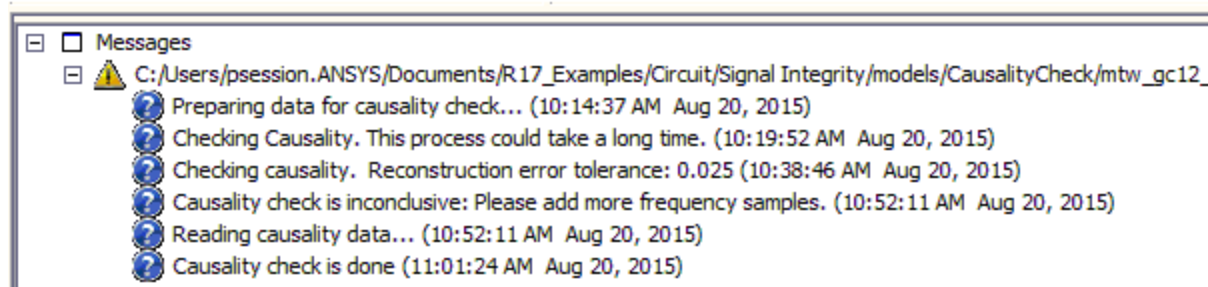 Messages
C:/Users/psession.ANSYS/Documents/R17_Examples/Circuit/Signal Integrity/models/CausalityCheck/mtw_gc12_
Preparing data for causality check... (10:14:37 AM  Aug 20, 2015)
Checking Causality. This process could take a long time. (10:19:52 AM  Aug 20, 2015)
Checking causality.  Reconstruction error tolerance: 0.025 (10:38:46 AM  Aug 20, 2015)
Causality check is inconclusive: Please add more frequency samples. (10:52:11 AM  Aug 20, 2015)
Reading causality data... (10:52:11 AM  Aug 20, 2015)
Causality check is done (11:01:24 AM  Aug 20, 2015)